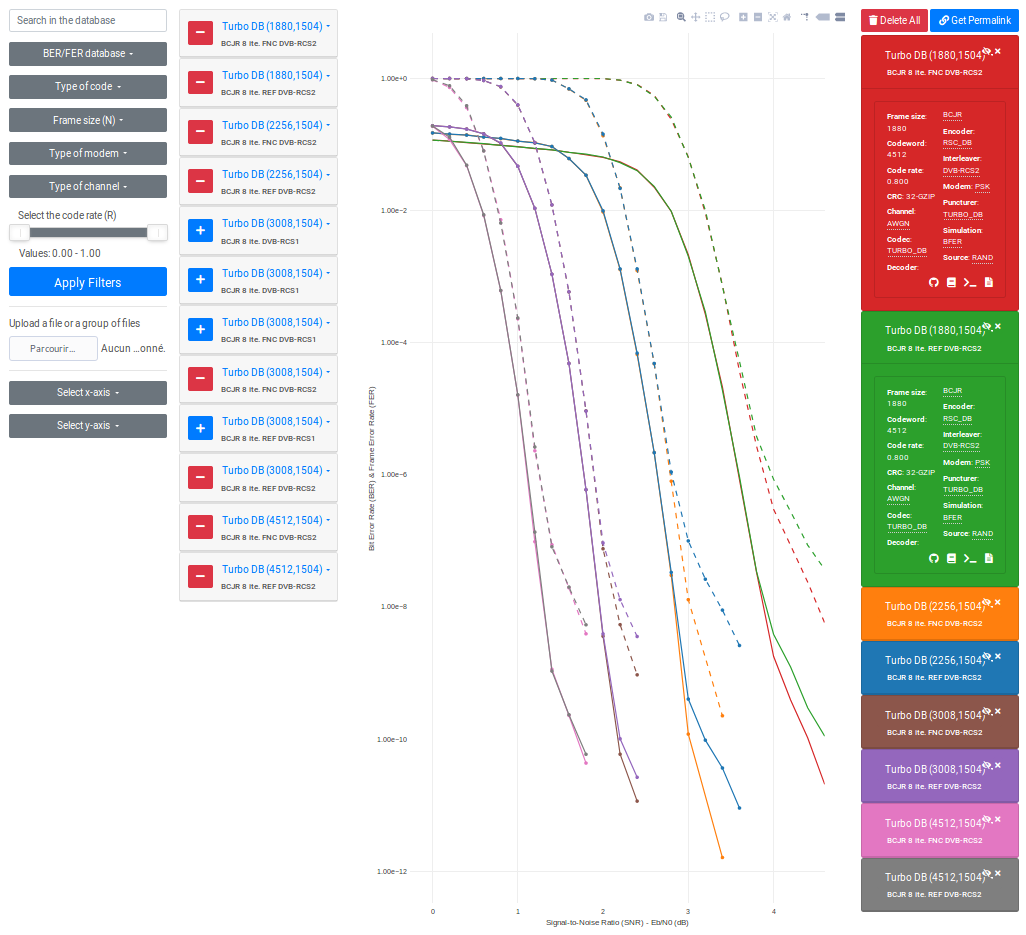 Search in the database
BER/FER database
Type of code
Frame size (N)
Type of modem
Type of channel
Select the code rate (R)
Values: 0.00 - 1.00
Apply Filters
Upload a file or a group of files
Parcourir... Aucun ...onné.
Select x-axis
Select y-axis
Turbo DB (1880,1504)
BCJR 8 ite. FNC DVB-RCS2
Turbo DB (1880,1504)
BCJR 8 ite. REF DVB-RCS2
Turbo DB (2256,1504)
BCJR 8 ite. FNC DVB-RCS2
Turbo DB (2256,1504)
BCJR 8 ite. REF DVB-RCS2
Turbo DB (3008,1504)
BCJR 8 ite. DVB-RCS1
Turbo DB (3008,1504)
BCJR 8 ite. DVB-RCS1
Turbo DB (3008,1504)
BCJR 8 ite. FNC DVB-RCS1
Turbo DB (3008,1504)
BCJR 8 ite. FNC DVB-RCS2
Turbo DB (3008,1504)
BCJR 8 ite. REF DVB-RCS1
Turbo DB (3008,1504)
BCJR 8 ite. REF DVB-RCS2
Turbo DB (4512,1504)
BCJR 8 ite. FNC DVB-RCS2
Turbo DB (4512,1504)
BCJR 8 ite. REF DVB-RCS2
Bit Error Rate (BER) & Frame Error Rate (FER)
1.00e+0
1.00e−2
1.00e−4
1.00e−6
1.00e−8
1.00e−10
1.00e−12
0 1 2 3 4
Signal-to-Noise Ratio (SNR) - Eb/N0 (dB)
Delete All
Get Permalink
Turbo DB (1880,1504)
BCJR 8 ite. FNC DVB-RCS2
Frame size:
1880
Codeword:
4512
Code rate:
0.800
CRC: 32-GZIP
Channel:
AWGN
Codec:
TURBO_DB
Decoder:
BCJR
Encoder:
RSC_DB
Interleaver:
DVB-RCS2
Modem: PSK
Puncturer:
TURBO_DB
Simulation:
BFER
Source: RAND
Turbo DB (1880,1504)
BCJR 8 ite. REF DVB-RCS2
Frame size:
1880
Codeword:
4512
Code rate:
0.800
CRC: 32-GZIP
Channel:
AWGN
Codec:
TURBO_DB
Decoder:
BCJR
Encoder:
RSC_DB
Interleaver:
DVB-RCS2
Modem: PSK
Puncturer:
TURBO_DB
Simulation:
BFER
Source: RAND
Turbo DB (2256,1504)
BCJR 8 ite. FNC DVB-RCS2
Turbo DB (2256,1504)
BCJR 8 ite. REF DVB-RCS2
Turbo DB (3008,1504)
BCJR 8 ite. FNC DVB-RCS2
Turbo DB (3008,1504)
BCJR 8 ite. REF DVB-RCS2
Turbo DB (4512,1504)
BCJR 8 ite. FNC DVB-RCS2
Turbo DB (4512,1504)
BCJR 8 ite. REF DVB-RCS2